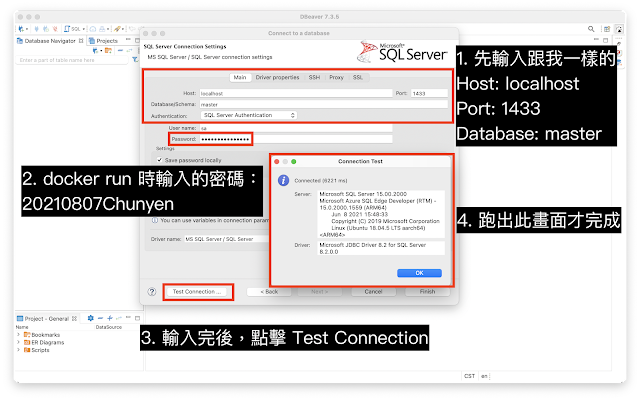 DBeaver 7.3.5
SQL
Database Navigator
Projects
Enter a part of table name here
Connect to a database
SQL Server Connection Settings
MS SQL Server / SQL Server connection settings
Microsoft®
SQL Server
Main
Driver properties
SSH
Proxy
SSL
Host:
localhost
Port:
1433
Database/Schema:
master
Authentication:
SQL Server Authentication
User name:
sa
Password:
•••••••••••••••
Settings
Save password locally
1. 先輸入跟我一樣的
Host: localhost
Port: 1433
Database: master
2. docker run 時輸入的密碼：
20210807Chunyen
Connection Test
Connected (6221 ms)
Server:
Microsoft SQL Server 15.00.2000
Microsoft Azure SQL Edge Developer (RTM) -
15.0.2000.1559 (ARM64)
Jun 8 2021 15:48:33
Copyright (C) 2019 Microsoft Corporation
Linux (Ubuntu 18.04.5 LTS aarch64)
<ARM64>
Driver:
Microsoft JDBC Driver 8.2 for SQL Server
8.2.0.0
OK
4. 跑出此畫面才完成
You can use variables in connection param
Driver name:
MS SQL Server / SQL Server
Test Connection ...
< Back
Next >
Cancel
Finish
3. 輸入完後，點擊 Test Connection
Project - General
Name
DataSource
Bookmarks
ER Diagrams
Scripts
CST
en